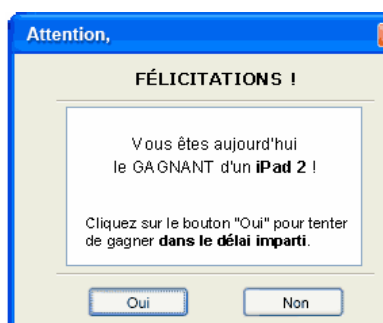 Attention,
FÉLICITATIONS !
Vous êtes aujourd'hui
le GAGNANT d'un iPad 2 !
Cliquez sur le bouton "Oui" pour tenter
de gagner dans le délai imparti.
Oui
Non